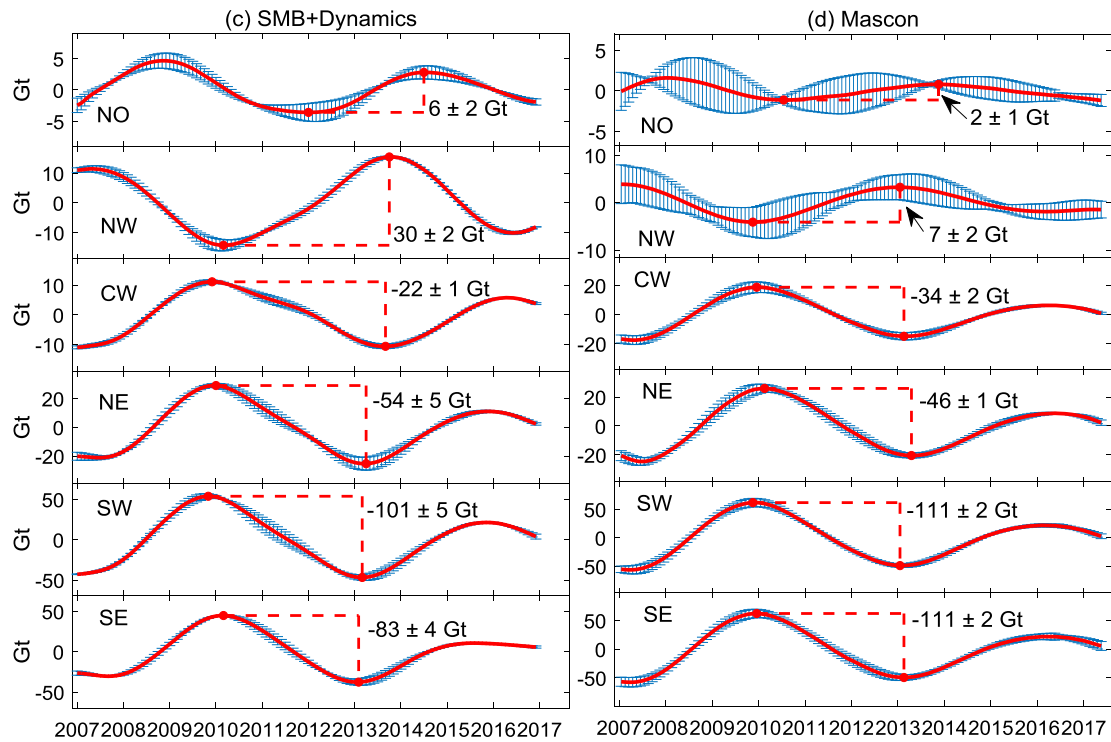 (c) SMB+Dynamics
Gt
5
0
-5
NO
6 ± 2 Gt
Gt
10
0
-10
NW
30 ± 2 Gt
10
0
-10
CW
-22 ± 1 Gt
Gt
20
0
-20
NE
-54 ± 5 Gt
50
0
-50
SW
-101 ± 5 Gt
Gt
50
0
-50
SE
-83 ± 4 Gt
2007 2008 2009 2010 2011 2012 2013 2014 2015 2016 2017
(d) Mascon
5
0
-5
NO
2 ± 1 Gt
10
0
-10
NW
7 ± 2 Gt
20
0
-20
CW
-34 ± 2 Gt
20
0
-20
NE
-46 ± 1 Gt
50
0
-50
SW
-111 ± 2 Gt
50
0
-50
SE
-111 ± 2 Gt
2007 2008 2009 2010 2011 2012 2013 2014 2015 2016 2017